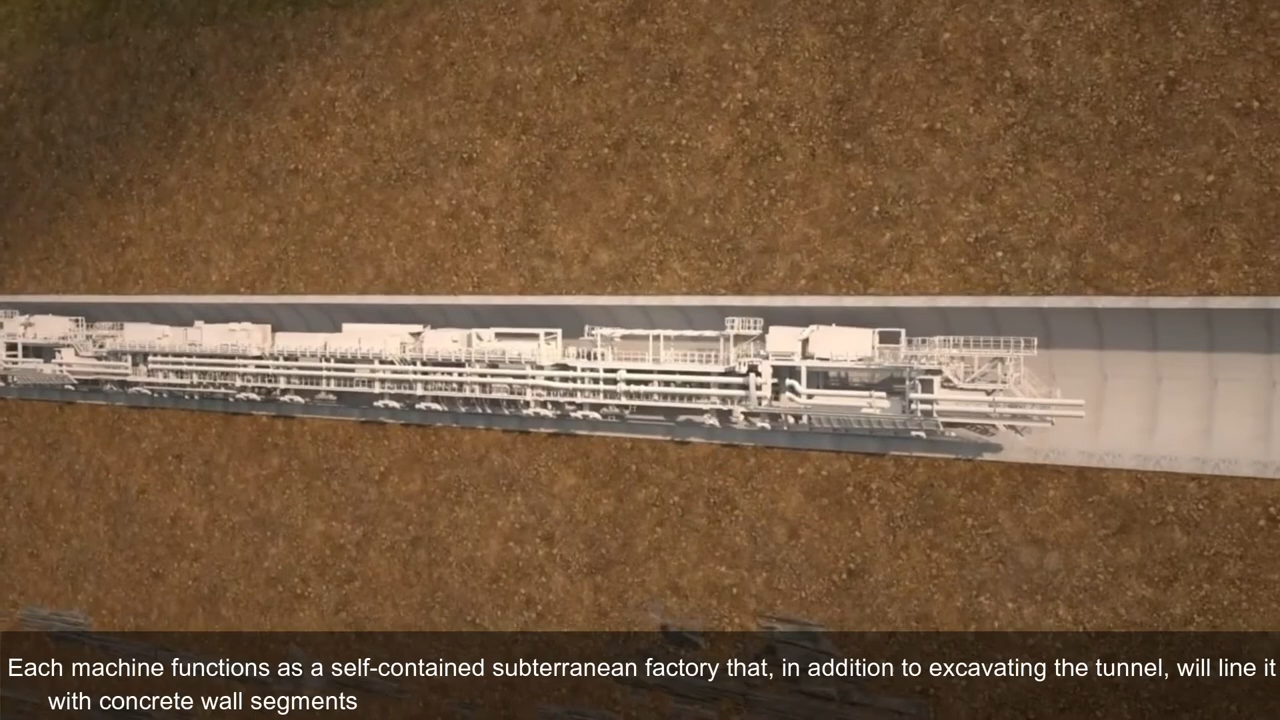 Each machine functions as a self-contained subterranean factory that, in addition to excavating the tunnel, will line it
with concrete wall segments